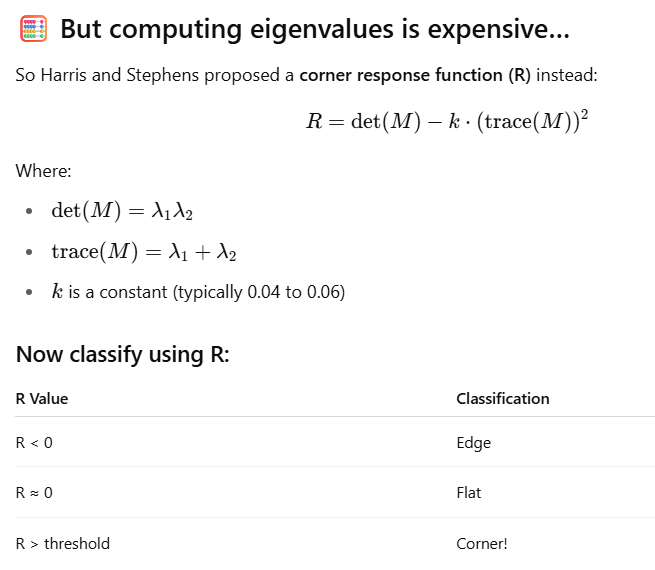 But computing eigenvalues is expensive...
So Harris and Stephens proposed a corner response function (R) instead:
R = det(M) − k · (trace(M))²
Where:
• det(M) = λ₁λ₂
• trace(M) = λ₁ + λ₂
• k is a constant (typically 0.04 to 0.06)
Now classify using R:
R Value Classification
R < 0 Edge
R ≈ 0 Flat
R > threshold Corner!